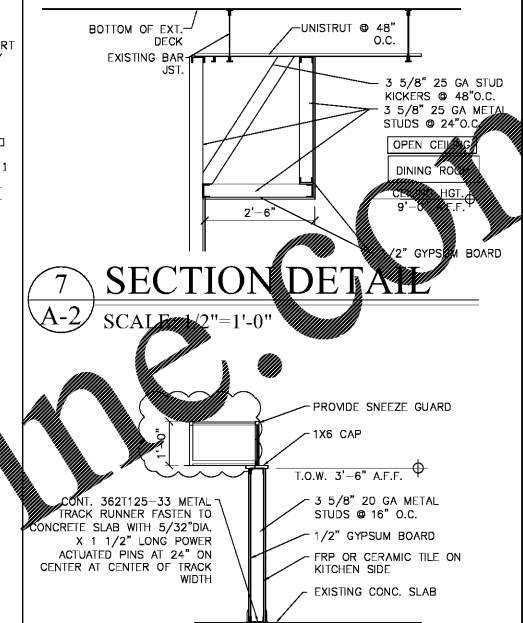 ERT
1
BOTTOM OF EXT.
DECK
EXISTING BAR
JST.
UNISTRUT @ 48"
O.C.
3 5/8" 25 GA STUD
KICKERS @ 48"O.C.
3 5/8" 25 GA METAL
STUDS @ 24"O.C.
OPEN CEILING
DINING ROOM
CEILING HGT.
9'-0" A.F.F.
2'-6"
1/2" GYPSUM BOARD
7
A-2
SECTION DETAIL
SCALE: 1/2"=1'-0"
ne.con
PROVIDE SNEEZE GUARD
1X6 CAP
1'-0"
T.O.W. 3'-6" A.F.F.
CONT. 362T125-33 METAL
TRACK RUNNER FASTEN TO
CONCRETE SLAB WITH 5/32"DIA.
X 1 1/2" LONG POWER
ACTUATED PINS AT 24" ON
CENTER AT CENTER OF TRACK
WIDTH
3 5/8" 20 GA METAL
STUDS @ 16" O.C.
1/2" GYPSUM BOARD
FRP OR CERAMIC TILE ON
KITCHEN SIDE
EXISTING CONC. SLAB